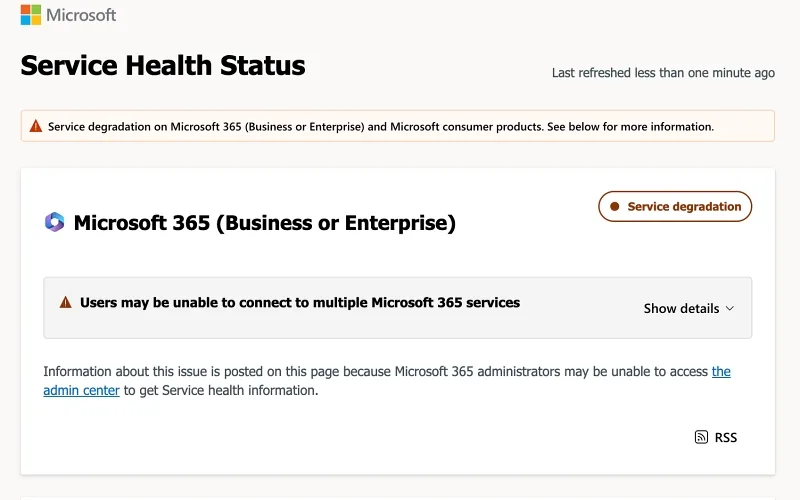 Microsoft
Service Health Status
Last refreshed less than one minute ago
Service degradation on Microsoft 365 (Business or Enterprise) and Microsoft consumer products. See below for more information.
Service degradation
Microsoft 365 (Business or Enterprise)
Users may be unable to connect to multiple Microsoft 365 services
Show details
Information about this issue is posted on this page because Microsoft 365 administrators may be unable to access the
admin center to get Service health information.
RSS